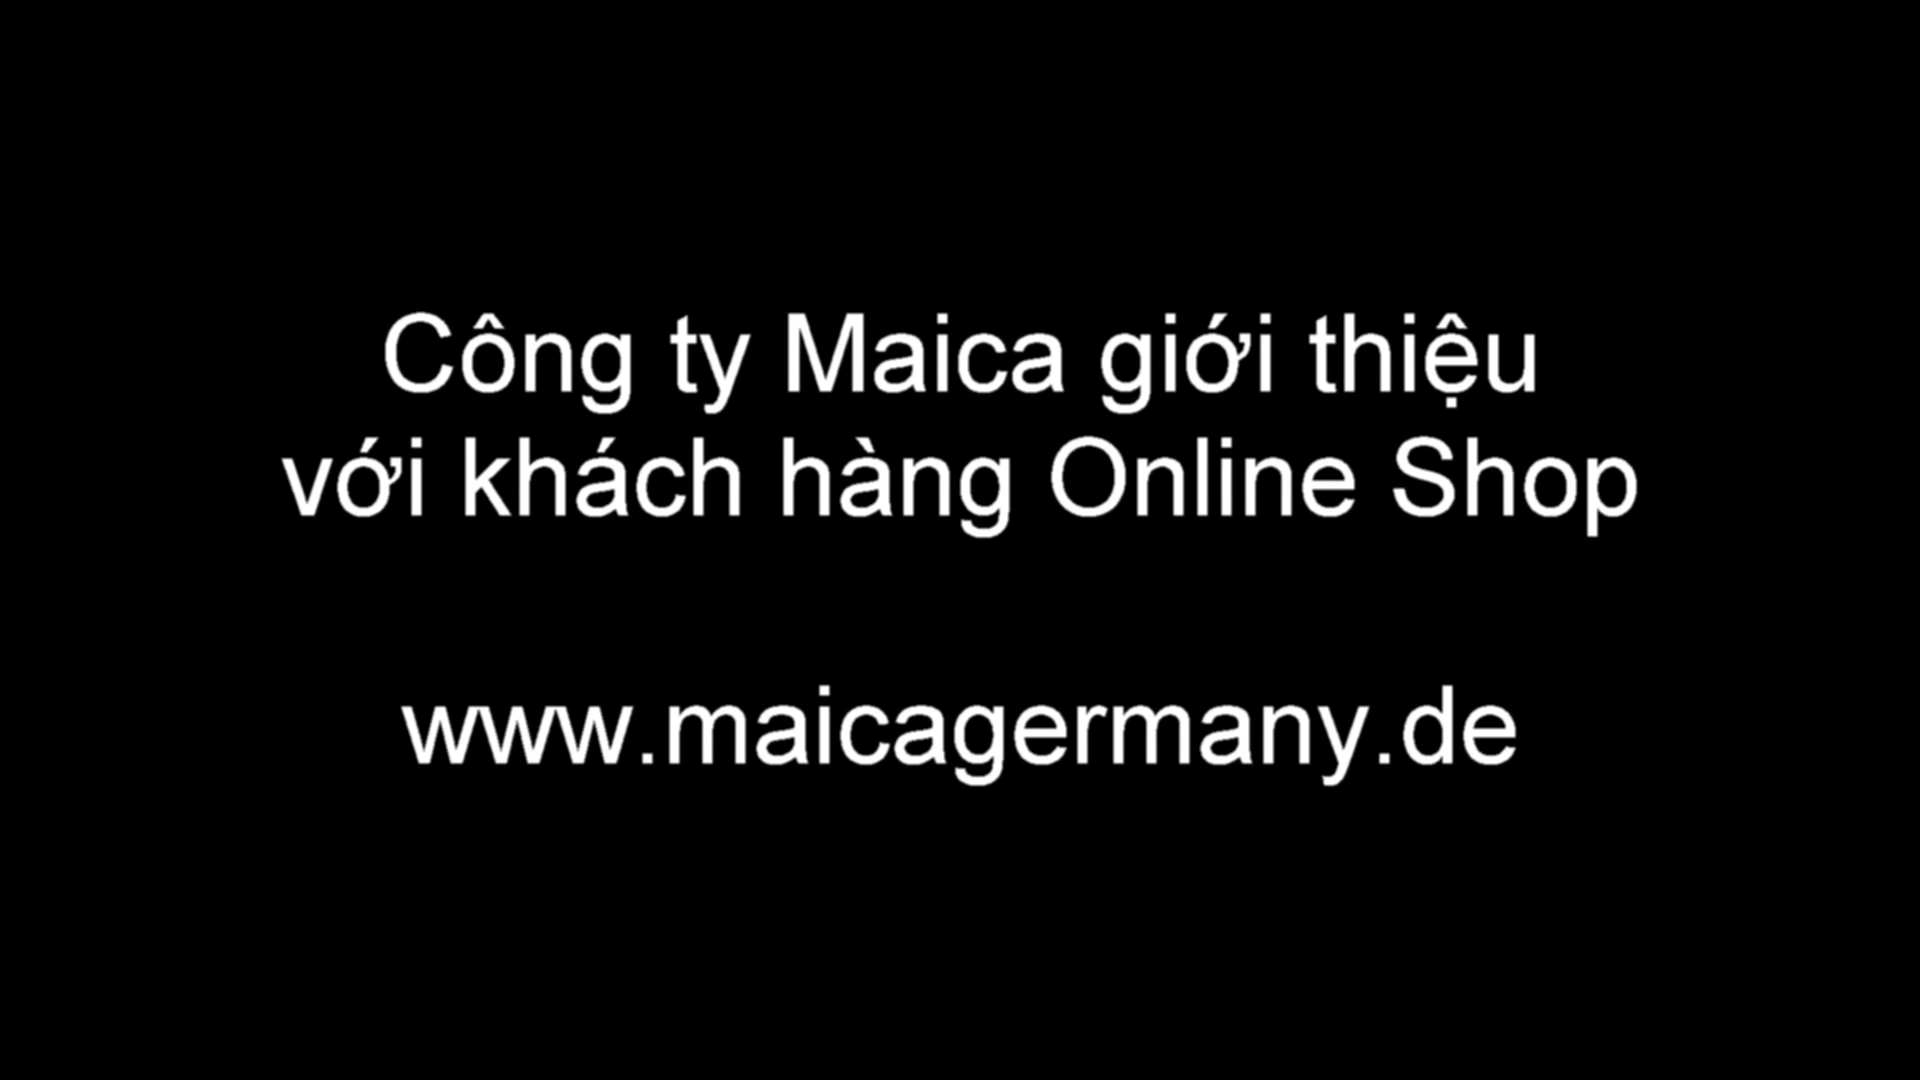 Công ty Maica giới thiệu
với khách hàng Online Shop
www.maicagermany.de